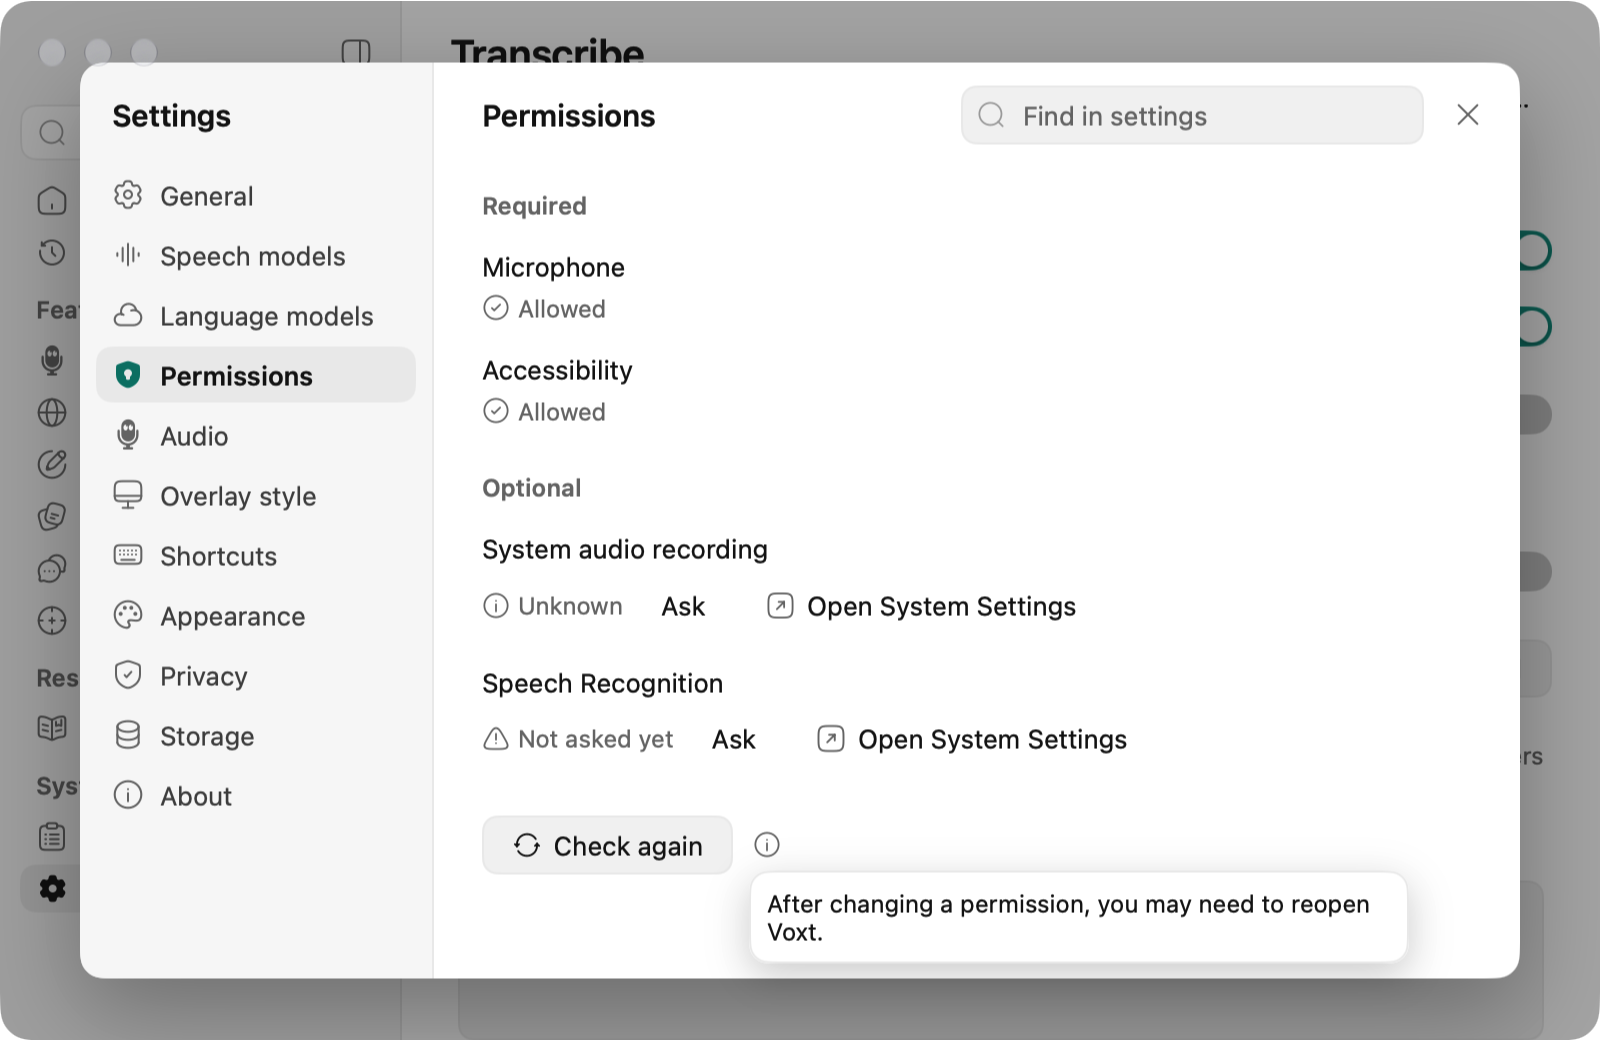 Transcribe
Settings
General
Speech models
Language models
Permissions
Audio
Overlay style
Shortcuts
Appearance
Privacy
Storage
About
Permissions
Find in settings
Required
Microphone
Allowed
Accessibility
Allowed
Optional
System audio recording
Unknown Ask Open System Settings
Speech Recognition
Not asked yet Ask Open System Settings
Check again
After changing a permission, you may need to reopen
Voxt.